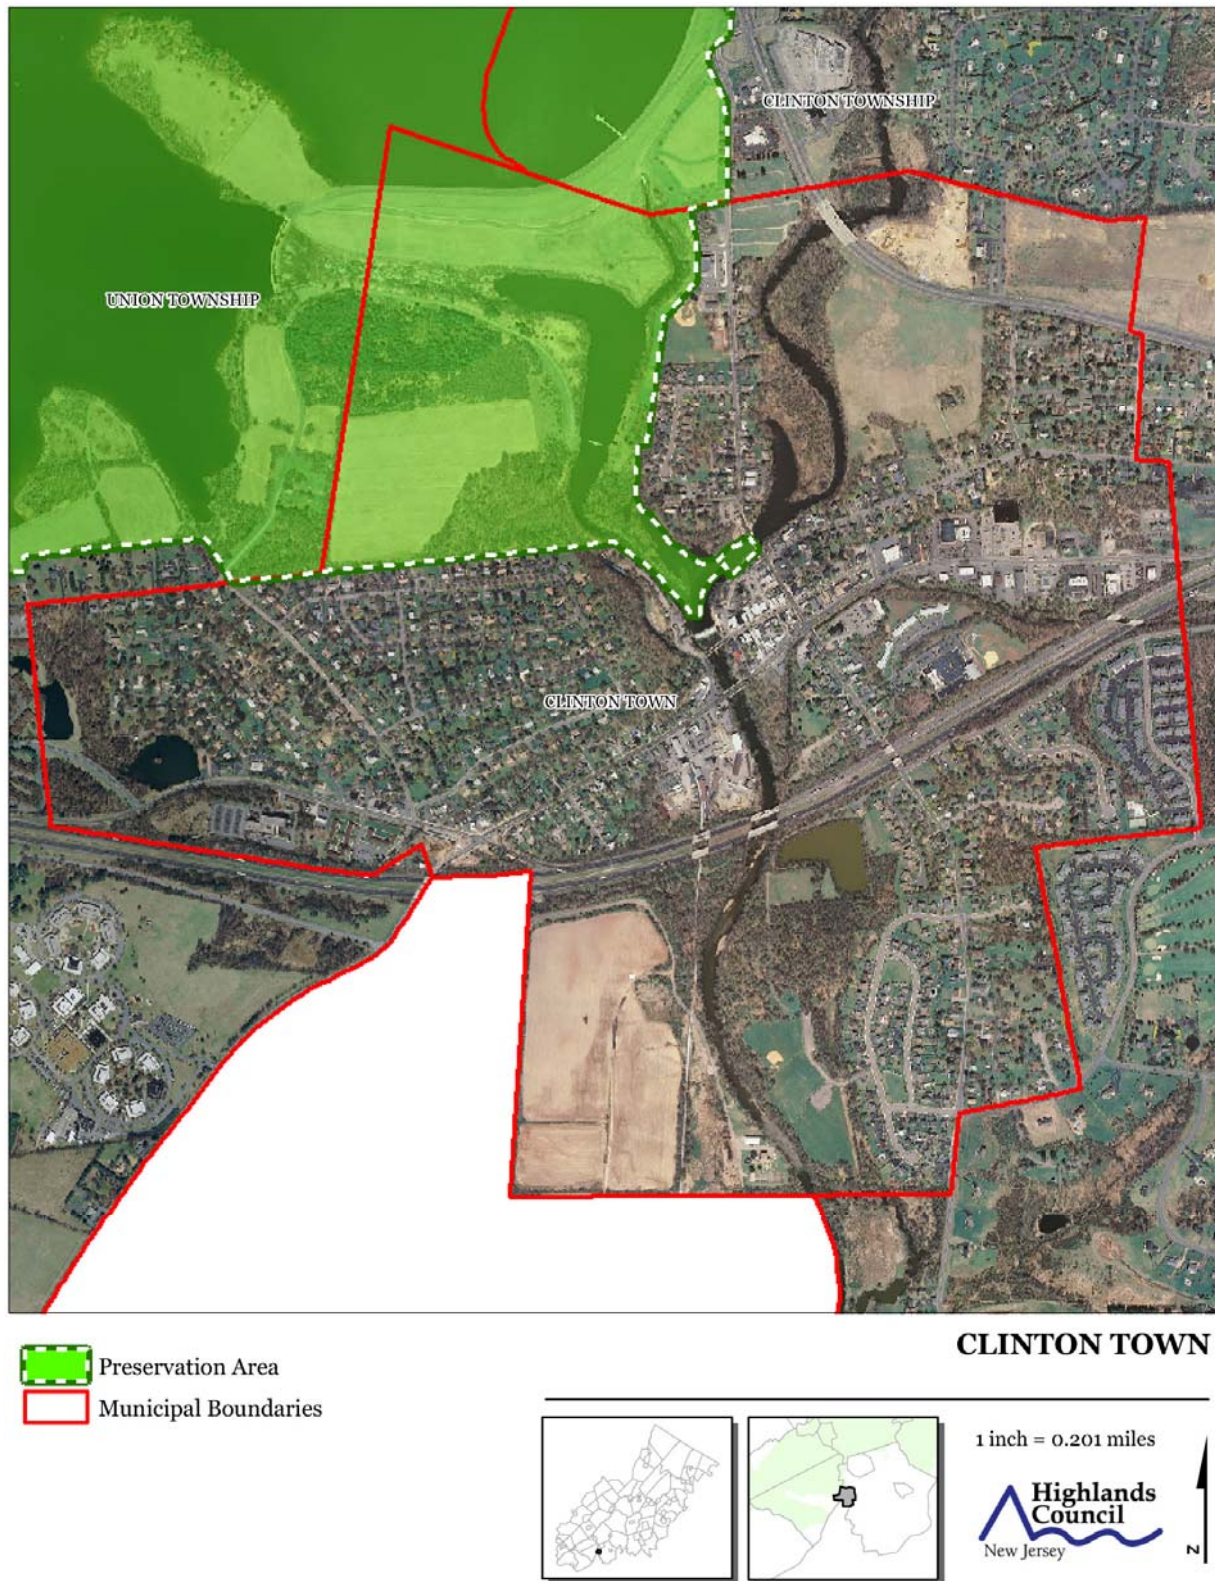 CLINTON TOWNSHIP
UNION TOWNSHIP
CLINTON TOWN
CLINTON TOWN
Preservation Area
Municipal Boundaries
1 inch = 0.201 miles
Highlands
Council
New Jersey
N